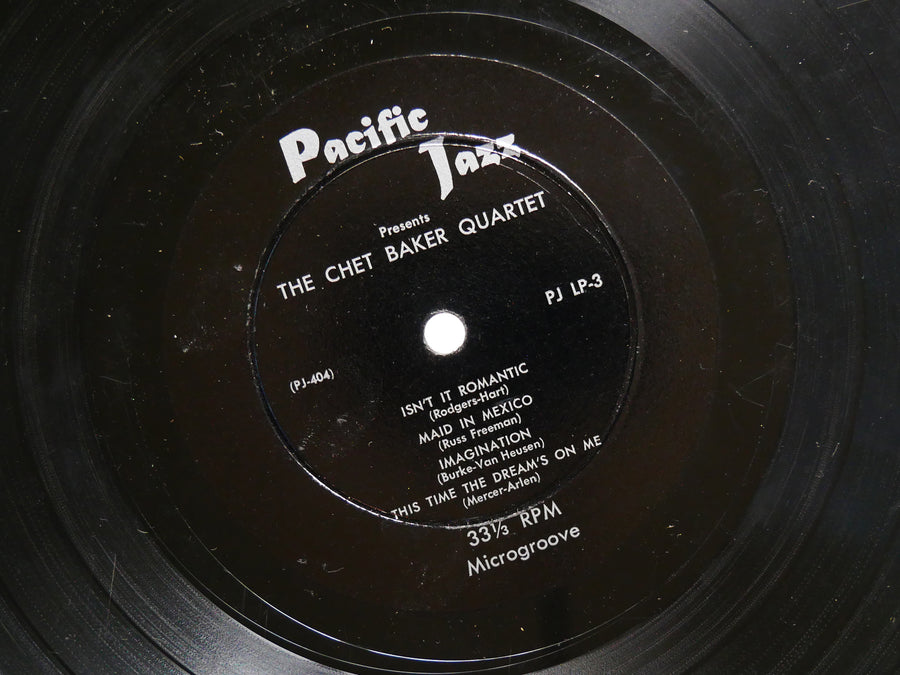 Pacific
Jazz
Presents
THE CHET BAKER QUARTET
PJ LP-3
(PJ-404)
ISN'T IT ROMANTIC
(Rodgers-Hart)
MAID IN MEXICO
(Russ Freeman)
IMAGINATION
(Burke-Van Heusen)
THIS TIME THE DREAM'S ON ME
(Mercer-Arlen)
33⅓ RPM
Microgroove